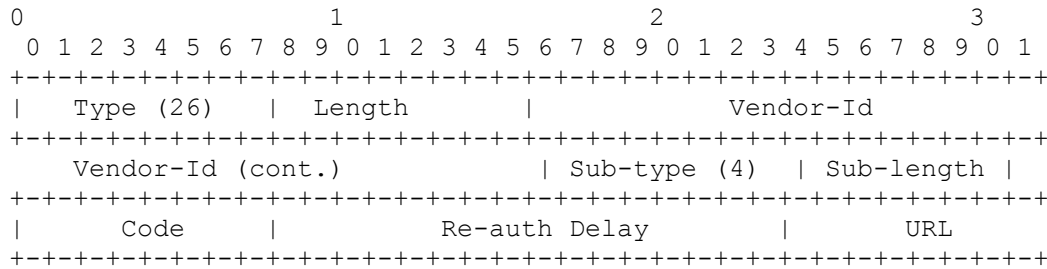 0                   1                   2                   3
 0 1 2 3 4 5 6 7 8 9 0 1 2 3 4 5 6 7 8 9 0 1 2 3 4 5 6 7 8 9 0 1
+-+-+-+-+-+-+-+-+-+-+-+-+-+-+-+-+-+-+-+-+-+-+-+-+-+-+-+-+-+-+-+-+
|   Type (26)   |  Length       |            Vendor-Id
+-+-+-+-+-+-+-+-+-+-+-+-+-+-+-+-+-+-+-+-+-+-+-+-+-+-+-+-+-+-+-+-+
    Vendor-Id (cont.)            | Sub-type (4)  | Sub-length |
+-+-+-+-+-+-+-+-+-+-+-+-+-+-+-+-+-+-+-+-+-+-+-+-+-+-+-+-+-+-+-+-+
|      Code     |          Re-auth Delay        |       URL
+-+-+-+-+-+-+-+-+-+-+-+-+-+-+-+-+-+-+-+-+-+-+-+-+-+-+-+-+-+-+-+-+